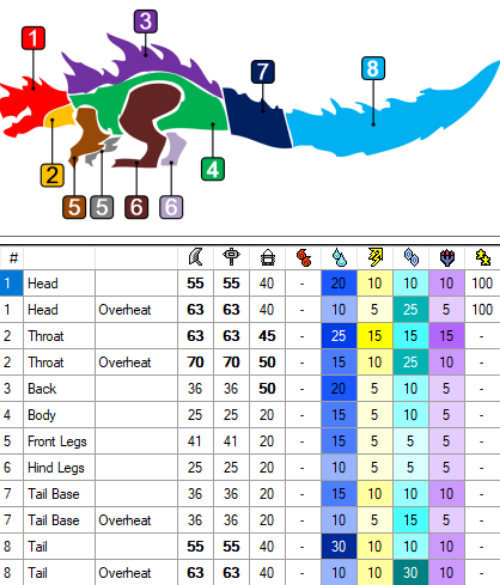 3
1
7
8
2
5
5
6
6
4
#
1 Head 55 55 40 - 20 10 10 10 100
1 Head Overheat 63 63 40 - 10 5 25 5 100
2 Throat 63 63 45 - 25 15 15 15 -
2 Throat Overheat 70 70 50 - 15 10 25 10 -
3 Back 36 36 50 - 20 5 10 5 -
4 Body 25 25 20 - 15 5 10 5 -
5 Front Legs 41 41 20 - 15 5 5 5 -
6 Hind Legs 25 25 20 - 10 5 5 5 -
7 Tail Base 36 36 20 - 15 10 10 10 -
7 Tail Base Overheat 36 36 20 - 10 5 15 5 -
8 Tail 55 55 40 - 30 10 10 10 -
8 Tail Overheat 63 63 40 - 10 10 30 10 -